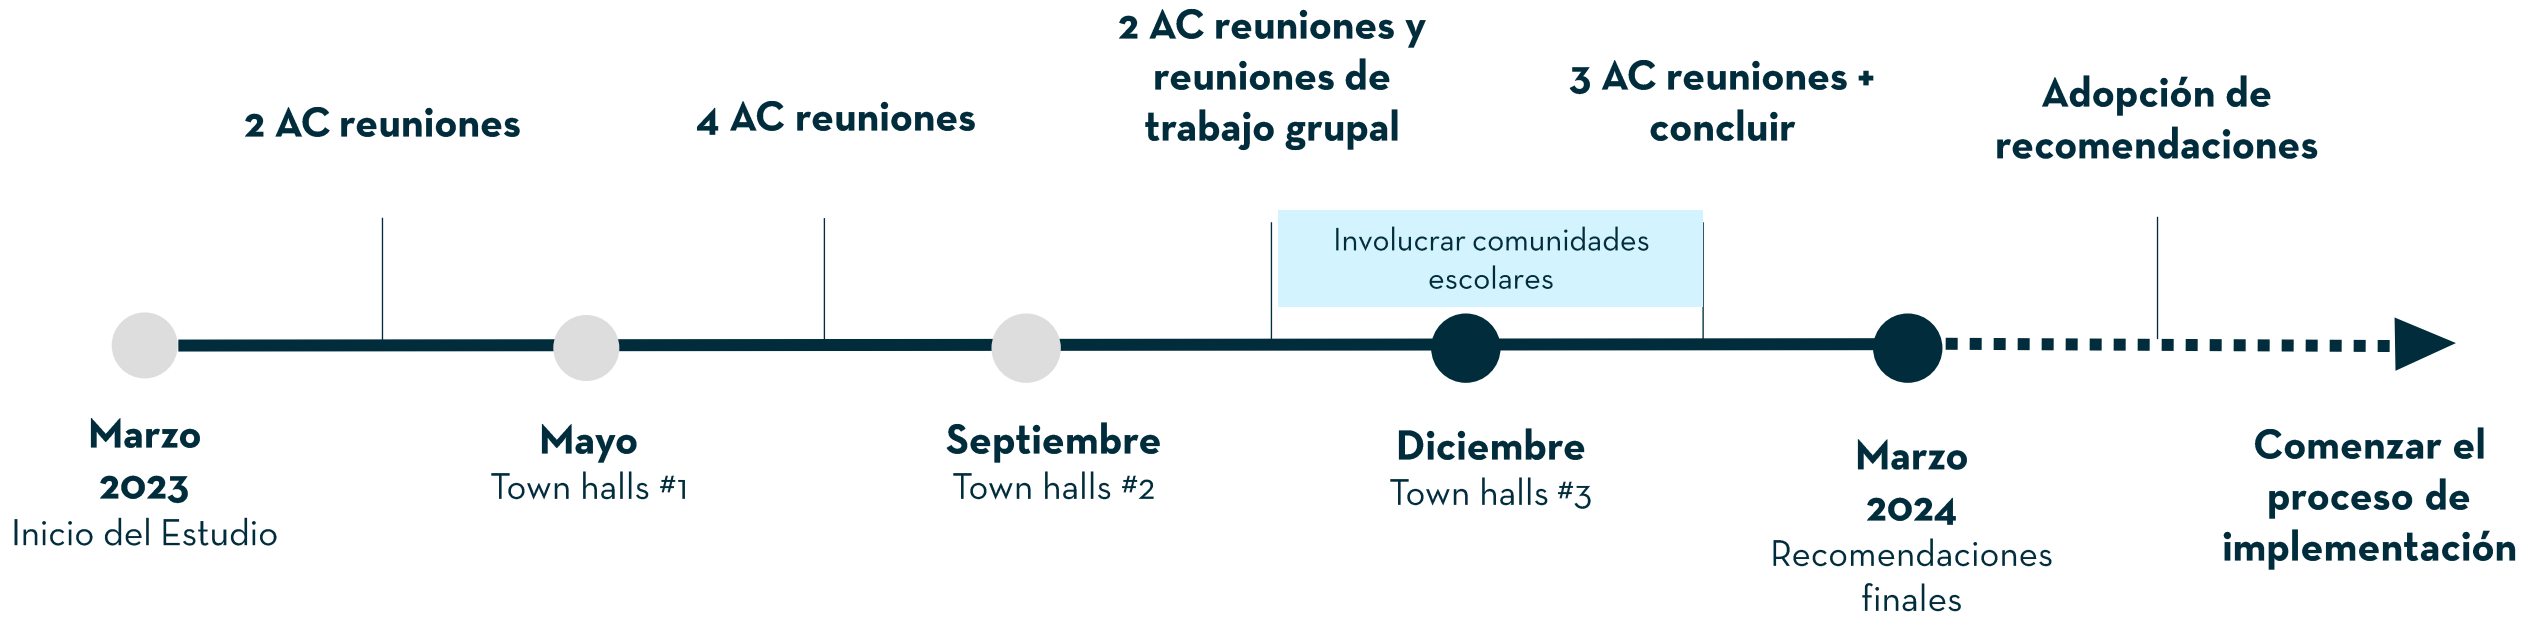 2 AC reuniones
4 AC reuniones
2 AC reuniones y
reuniones de
trabajo grupal
3 AC reuniones +
concluir
Adopción de
recomendaciones
Involucrar comunidades
escolares
Marzo
2023
Inicio del Estudio
Mayo
Town halls #1
Septiembre
Town halls #2
Diciembre
Town halls #3
Marzo
2024
Recomendaciones
finales
Comenzar el
proceso de
implementación